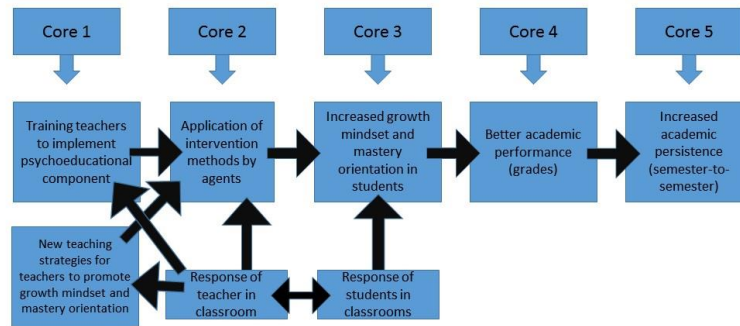 Core 1
Core 2
Core 3
Core 4
Core 5
Training teachers
to implement
psychoeducational
component
Application of
intervention
methods by
agents
Increased growth
mindset and
mastery
orientation in
students
Better academic
performance
(grades)
Increased
academic
persistence
(semester-to-
semester)
New teaching
strategies for
teachers to promote
growth mindset and
mastery orientation
Response of
teacher in
classroom
Response of
students in
classrooms